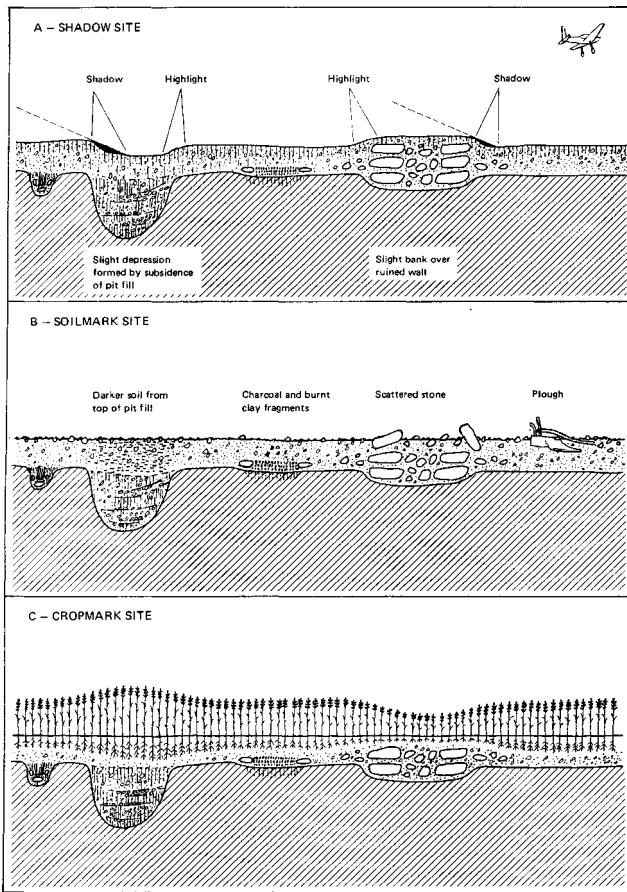 A – SHADOW SITE
Shadow
Highlight
Highlight
Shadow
Slight depression
formed by subsidence
of pit fill
Slight bank over
ruined wall
B – SOILMARK SITE
Darker soil from
top of pit fill
Charcoal and burnt
clay fragments
Scattered stone
Plough
C – CROPMARK SITE